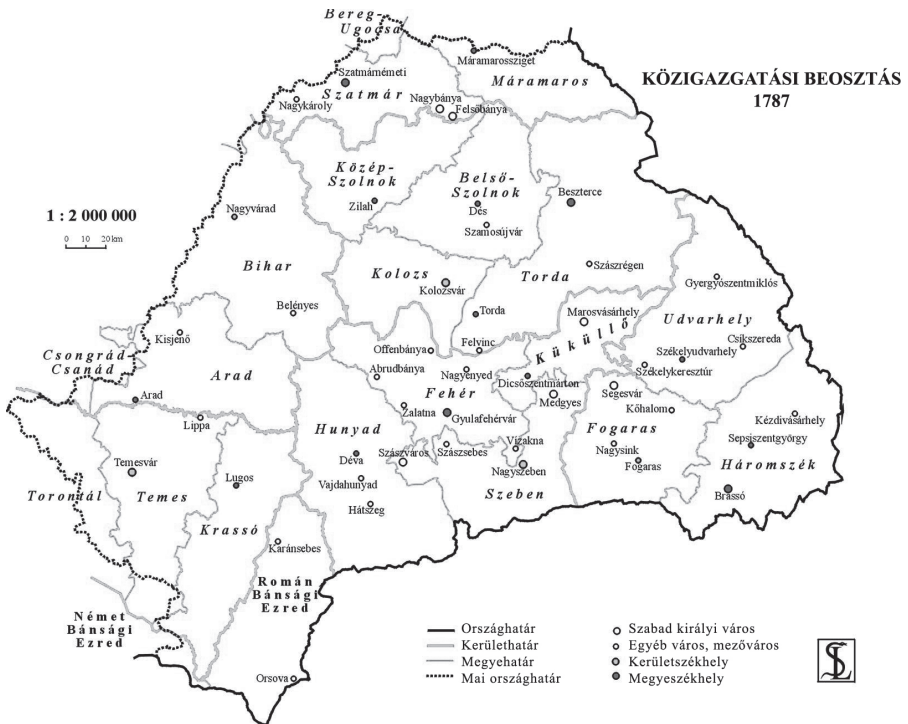 KÖZIGAZGATÁSI BEOSZTÁS
1787
1 : 2 000 000
0 10 20km
Bereg-
Ugocsa
Máramarossziget
Máramaros
Szatmárnémeti
Szatmár
Nagykároly
Nagybánya
Felsőbánya
Közép-
Szolnok
Zilah
Belső-
Szolnok
Dés
Szamosújvár
Beszterce
Nagyvárad
Bihar
Belényes
Kolozs
Kolozsvár
Torda
Szászrégen
Torda
Gyergyószentmiklós
Marosvásárhely
Udvarhely
Csikszereda
Székelyudvarhely
Székelykeresztúr
Küküllő
Kisjenő
Csongrád-
Csanád
Arad
Arad
Offenbánya
Felvinc
Abrudbánya
Nagyenyed
Dicsőszentmárton
Medgyes
Segesvár
Fehér
Zalatna
Gyulafehérvár
Kőhalom
Kézdivásárhely
Lippa
Hunyad
Fogaras
Sepsiszentgyörgy
Temesvár
Déva
Szászváros
Szászsebes
Vízakna
Nagysink
Fogaras
Háromszék
Torontál
Temes
Lugos
Vajdahunyad
Nagyszeben
Szeben
Brassó
Hátszeg
Krassó
Karánsebes
Román
Bánsági
Ezred
Német
Bánsági
Ezred
Orsova
Országhatár
Kerülethatár
Megyehatár
Mai országhatár
Szabad királyi város
Egyéb város, mezőváros
Kerületszékhely
Megyeszékhely
SL